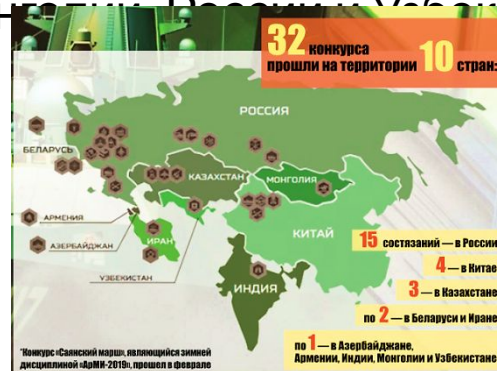 России и Узбек
32 конкурса
прошли на территории 10 стран:
РОССИЯ
БЕЛАРУСЬ
КАЗАХСТАН
МОНГОЛИЯ
АРМЕНИЯ
АЗЕРБАЙДЖАН
ИРАН
КИТАЙ
УЗБЕКИСТАН
ИНДИЯ
15 состязаний — в России
4 — в Китае
3 — в Казахстане
по 2 — в Беларуси и Иране
по 1 — в Азербайджане,
Армении, Индии, Монголии и Узбекистане
*Конкурс «Саянский марш», являющийся зимней
дисциплиной «АрМИ-2019», прошел в феврале